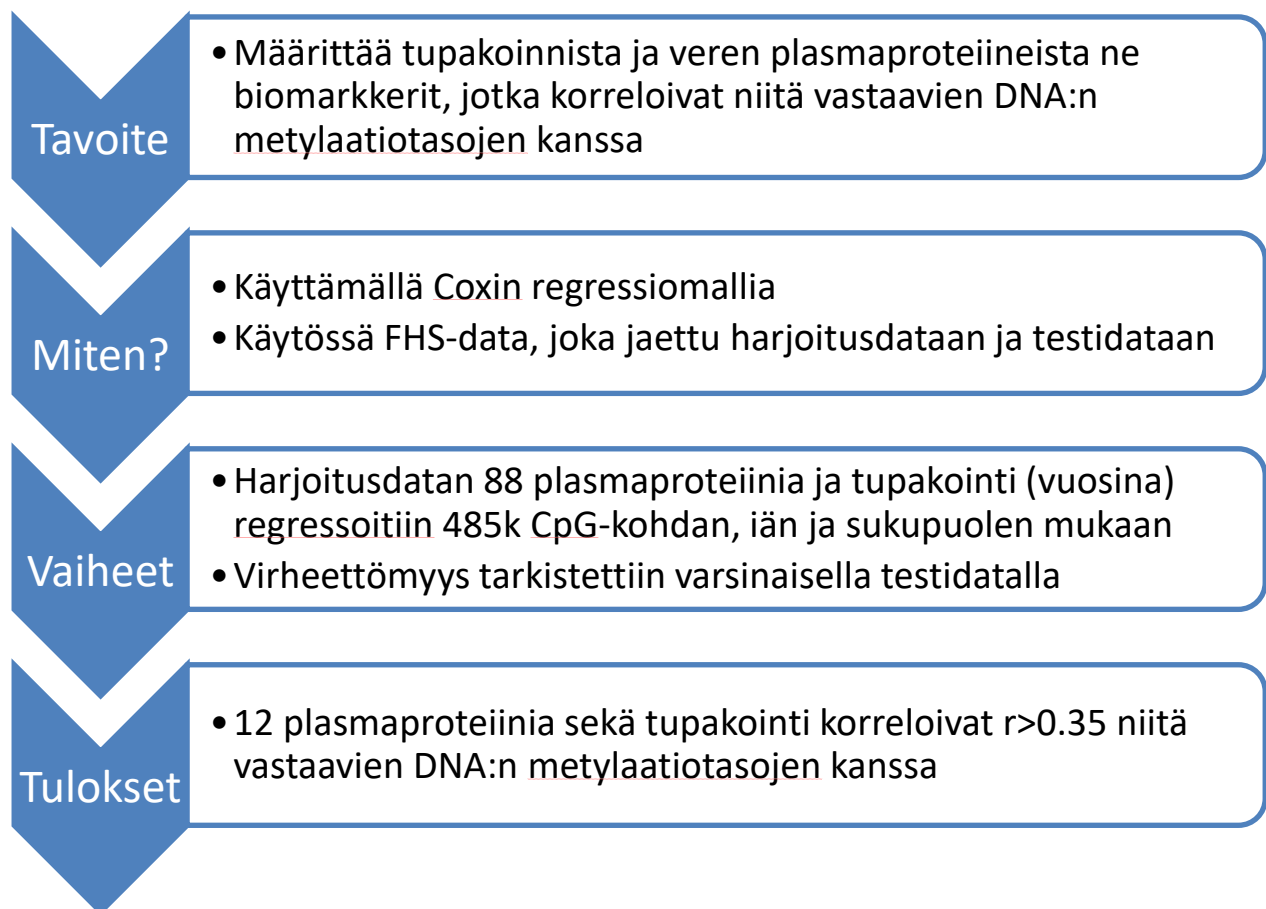 Tavoite
• Määrittää tupakoinnista ja veren plasmaproteiineista ne
biomarkkerit, jotka korreloivat niitä vastaavien DNA:n
metylaatiotasojen kanssa
Miten?
• Käyttämällä Coxin regressiomallia
• Käytössä FHS-data, joka jaettu harjoitusdataan ja testidataan
Vaiheet
• Harjoitusdatan 88 plasmaproteiinia ja tupakointi (vuosina)
regressoitiin 485k CpG-kohdan, iän ja sukupuolen mukaan
• Virheettömyys tarkistettiin varsinaisella testidatalla
Tulokset
• 12 plasmaproteiinia sekä tupakointi korreloivat r>0.35 niitä
vastaavien DNA:n metylaatiotasojen kanssa